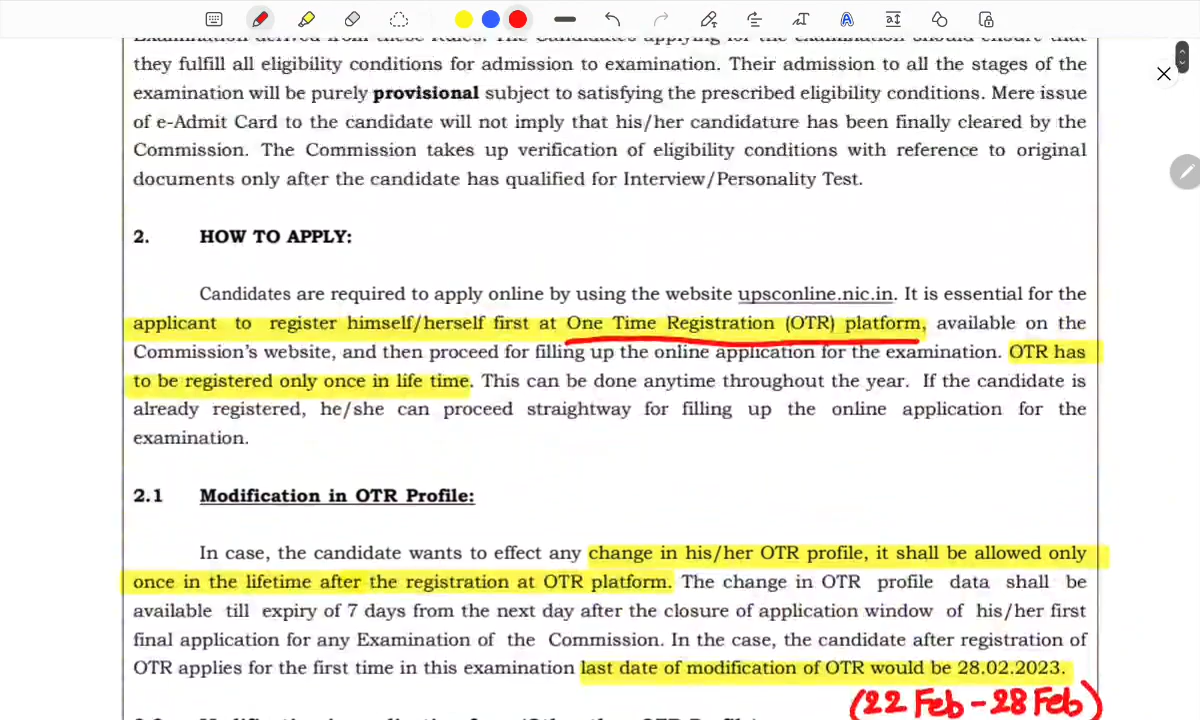 Examination derived from these Rules. The Candidates applying for the examination should ensure that
they fulfill all eligibility conditions for admission to examination. Their admission to all the stages of the
examination will be purely provisional subject to satisfying the prescribed eligibility conditions. Mere issue
of e-Admit Card to the candidate will not imply that his/her candidature has been finally cleared by the
Commission. The Commission takes up verification of eligibility conditions with reference to original
documents only after the candidate has qualified for Interview/Personality Test.
2. HOW TO APPLY:
Candidates are required to apply online by using the website upsconline.nic.in. It is essential for the
applicant to register himself/herself first at One Time Registration (OTR) platform, available on the
Commission's website, and then proceed for filling up the online application for the examination. OTR has
to be registered only once in life time. This can be done anytime throughout the year. If the candidate is
already registered, he/she can proceed straightway for filling up the online application for the
examination.
2.1 Modification in OTR Profile:
In case, the candidate wants to effect any change in his/her OTR profile, it shall be allowed only
once in the lifetime after the registration at OTR platform. The change in OTR profile data shall be
available till expiry of 7 days from the next day after the closure of application window of his/her first
final application for any Examination of the Commission. In the case, the candidate after registration of
OTR applies for the first time in this examination last date of modification of OTR would be 28.02.2023.
(22 Feb - 28 Feb)